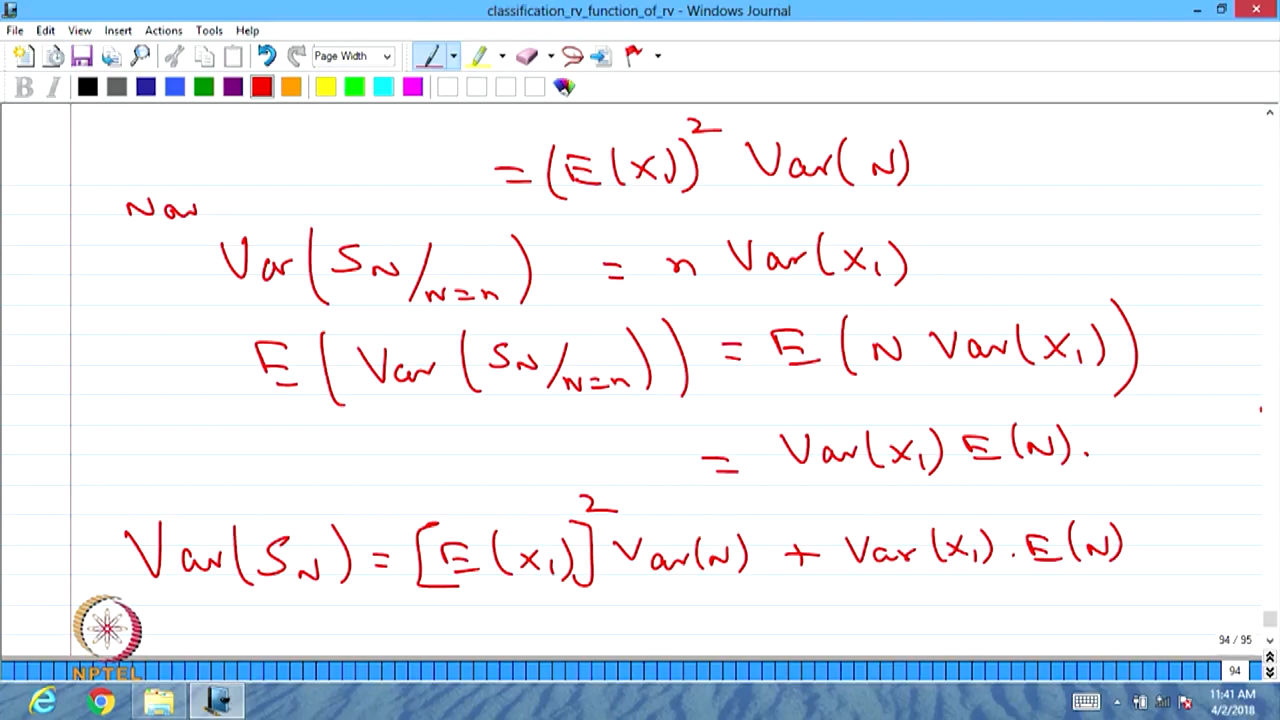 classification_rv_function_of_rv - Windows Journal
File Edit View Insert Actions Tools Help
Page Width
B I
= (E(X))² Var(N)
Now
Var(S_N/N=n) = n Var(X₁)
E(Var(S_N/N=n)) = E(N Var(X₁))
= Var(X₁) E(N).
Var(S_N) = [E(X₁)]² Var(N) + Var(X₁) · E(N)
NPTEL
94 / 95
94
11:41 AM
4/2/2018